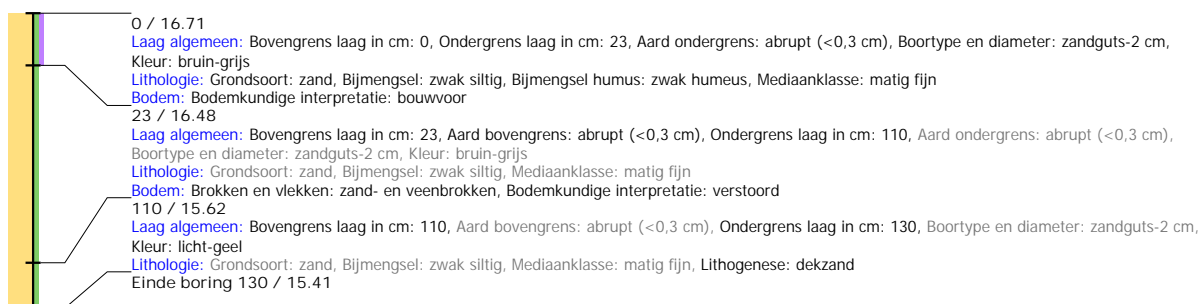 0 / 16.71
Laag algemeen: Bovengrens laag in cm: 0, Ondergrens laag in cm: 23, Aard ondergrens: abrupt (<0,3 cm), Boortype en diameter: zandguts-2 cm,
Kleur: bruin-grijs
Lithologie: Grondsoort: zand, Bijmengsel: zwak siltig, Bijmengsel humus: zwak humeus, Mediaanklasse: matig fijn
Bodem: Bodemkundige interpretatie: bouwvoor
23 / 16.48
Laag algemeen: Bovengrens laag in cm: 23, Aard bovengrens: abrupt (<0,3 cm), Ondergrens laag in cm: 110, Aard ondergrens: abrupt (<0,3 cm),
Boortype en diameter: zandguts-2 cm, Kleur: bruin-grijs
Lithologie: Grondsoort: zand, Bijmengsel: zwak siltig, Mediaanklasse: matig fijn
Bodem: Brokken en vlekken: zand- en veenbrokken, Bodemkundige interpretatie: verstoord
110 / 15.62
Laag algemeen: Bovengrens laag in cm: 110, Aard bovengrens: abrupt (<0,3 cm), Ondergrens laag in cm: 130, Boortype en diameter: zandguts-2 cm,
Kleur: licht-geel
Lithologie: Grondsoort: zand, Bijmengsel: zwak siltig, Mediaanklasse: matig fijn, Lithogenese: dekzand
Einde boring 130 / 15.41